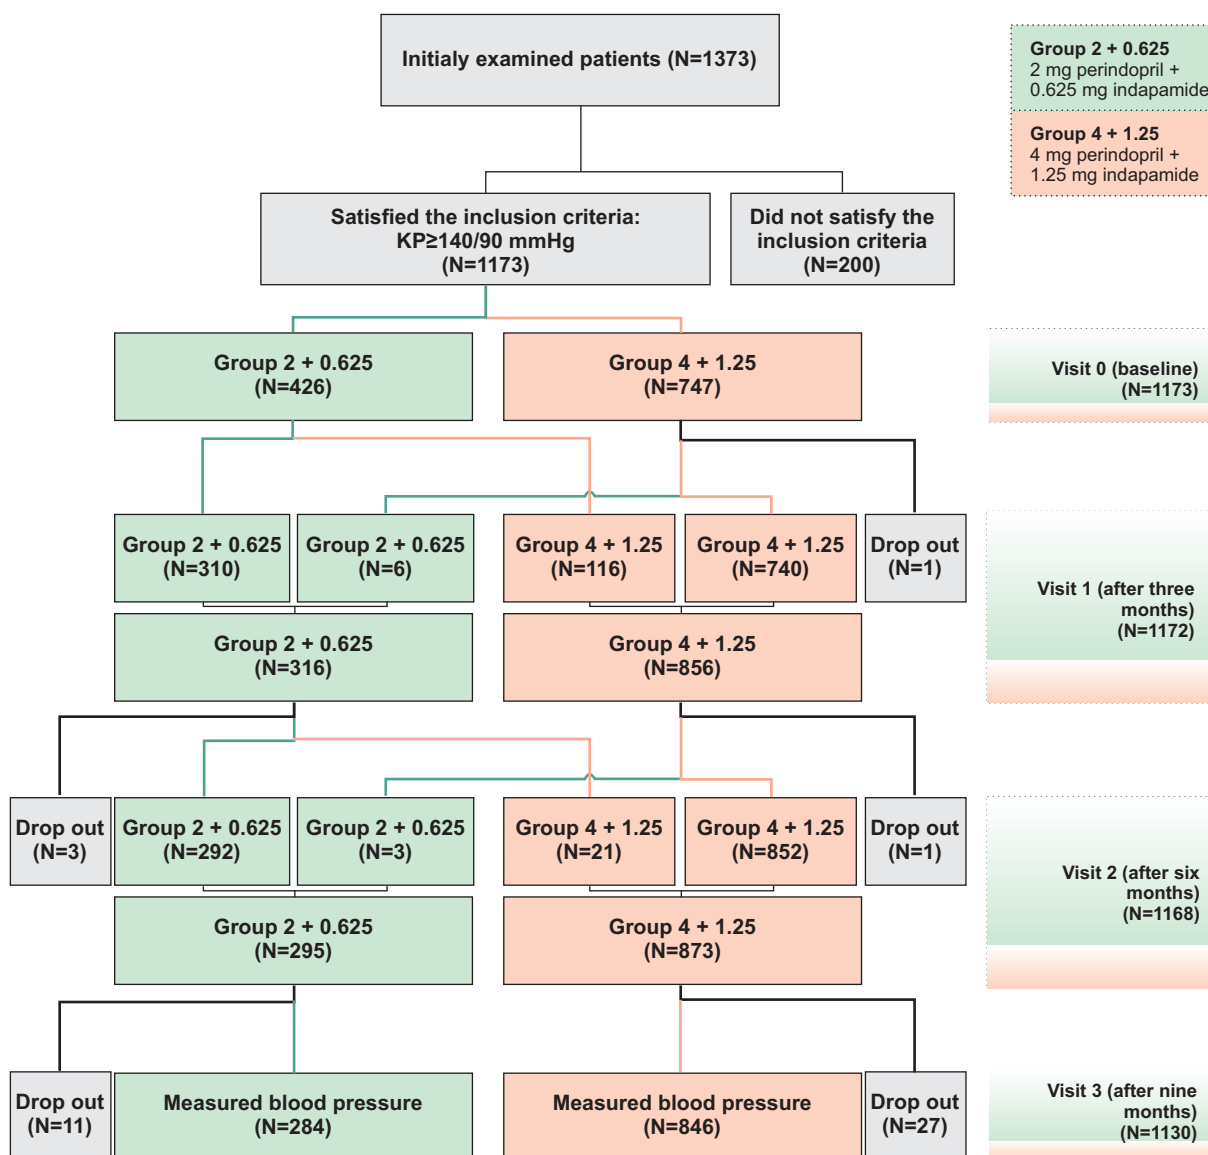 Initialy examined patients (N=1373)
Group 2 + 0.625
2 mg perindopril +
0.625 mg indapamide
Group 4 + 1.25
4 mg perindopril +
1.25 mg indapamide
Satisfied the inclusion criteria:
KP≥140/90 mmHg
(N=1173)
Did not satisfy the
inclusion criteria
(N=200)
Group 2 + 0.625
(N=426)
Group 4 + 1.25
(N=747)
Visit 0 (baseline)
(N=1173)
Group 2 + 0.625
(N=310)
Group 2 + 0.625
(N=6)
Group 4 + 1.25
(N=116)
Group 4 + 1.25
(N=740)
Drop out
(N=1)
Visit 1 (after three
months)
(N=1172)
Group 2 + 0.625
(N=316)
Group 4 + 1.25
(N=856)
Drop out
(N=3)
Group 2 + 0.625
(N=292)
Group 2 + 0.625
(N=3)
Group 4 + 1.25
(N=21)
Group 4 + 1.25
(N=852)
Drop out
(N=1)
Visit 2 (after six
months)
(N=1168)
Group 2 + 0.625
(N=295)
Group 4 + 1.25
(N=873)
Drop out
(N=11)
Measured blood pressure
(N=284)
Measured blood pressure
(N=846)
Drop out
(N=27)
Visit 3 (after nine
months)
(N=1130)